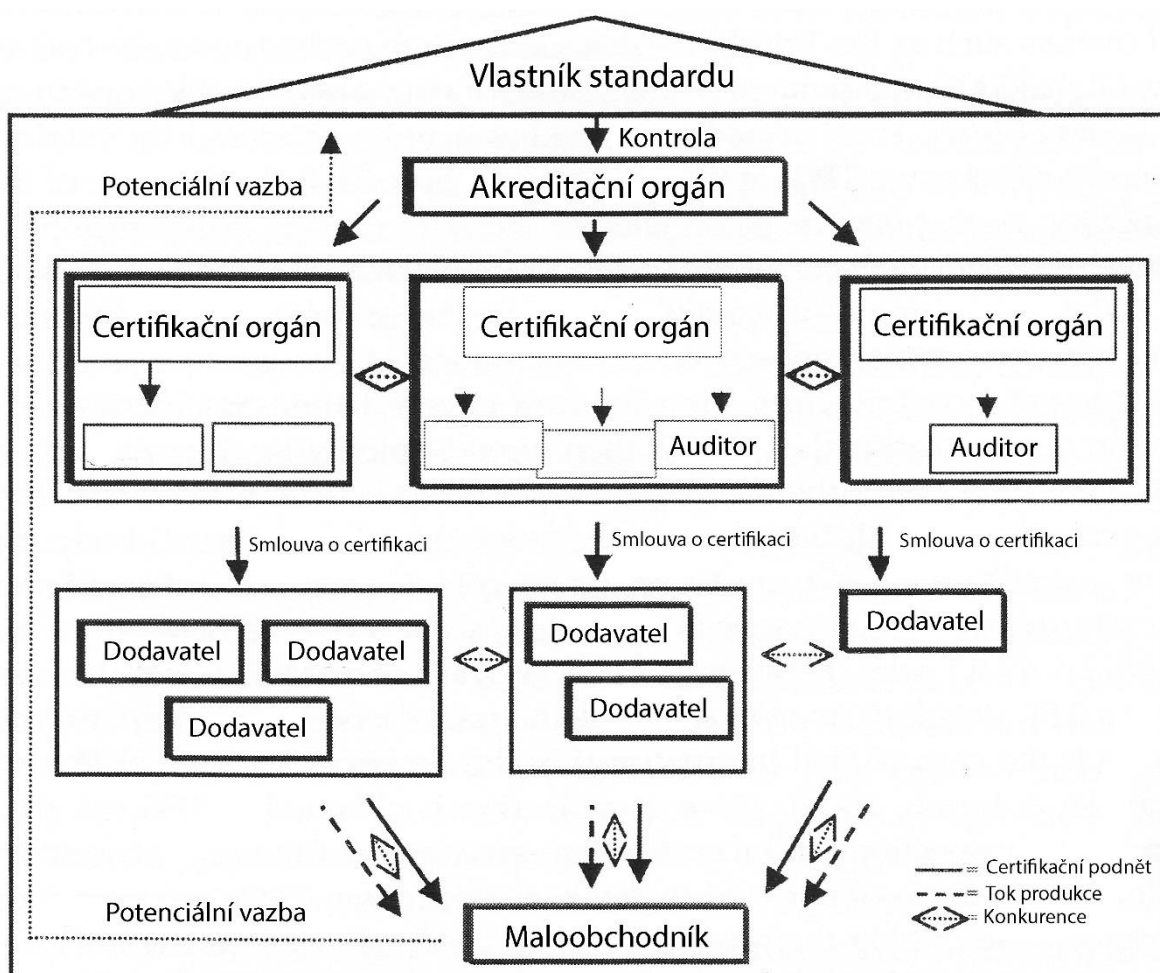 Vlastník standardu
Kontrola
Potenciální vazba
Akreditační orgán
Certifikační orgán
Certifikační orgán
Certifikační orgán
Auditor
Auditor
Smlouva o certifikaci
Smlouva o certifikaci
Smlouva o certifikaci
Dodavatel
Dodavatel
Dodavatel
Dodavatel
Dodavatel
Dodavatel
Potenciální vazba
Maloobchodník
= Certifikační podnět
= Tok produkce
= Konkurence